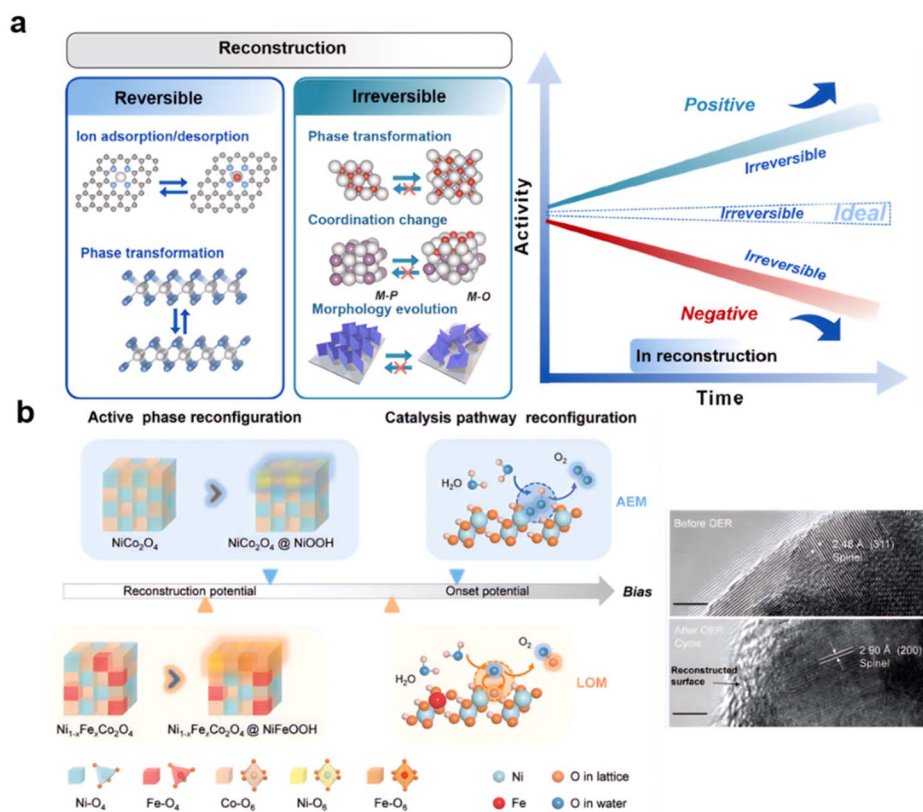 a
Reconstruction
Reversible
Ion adsorption/desorption
Phase transformation
Irreversible
Phase transformation
Coordination change
M-P
M-O
Morphology evolution
Activity
Positive
Irreversible
Irreversible
Ideal
Irreversible
Negative
In reconstruction
Time
b
Active phase reconfiguration
Catalysis pathway reconfiguration
NiCo₂O₄
NiCo₂O₄ @ NiOOH
H₂O
O₂
AEM
Reconstruction potential
Onset potential
Bias
Ni₁₋ₓFeₓCo₂O₄
Ni₁₋ₓFeₓCo₂O₄ @ NiFeOOH
H₂O
O₂
LOM
Ni-O₄
Fe-O₄
Co-O₆
Ni-O₆
Fe-O₆
Ni
O in lattice
Fe
O in water
Before OER
2.48 Å (311)
Spinel
After OER
Cycle
2.90 Å (200)
Spinel
Reconstructed
surface